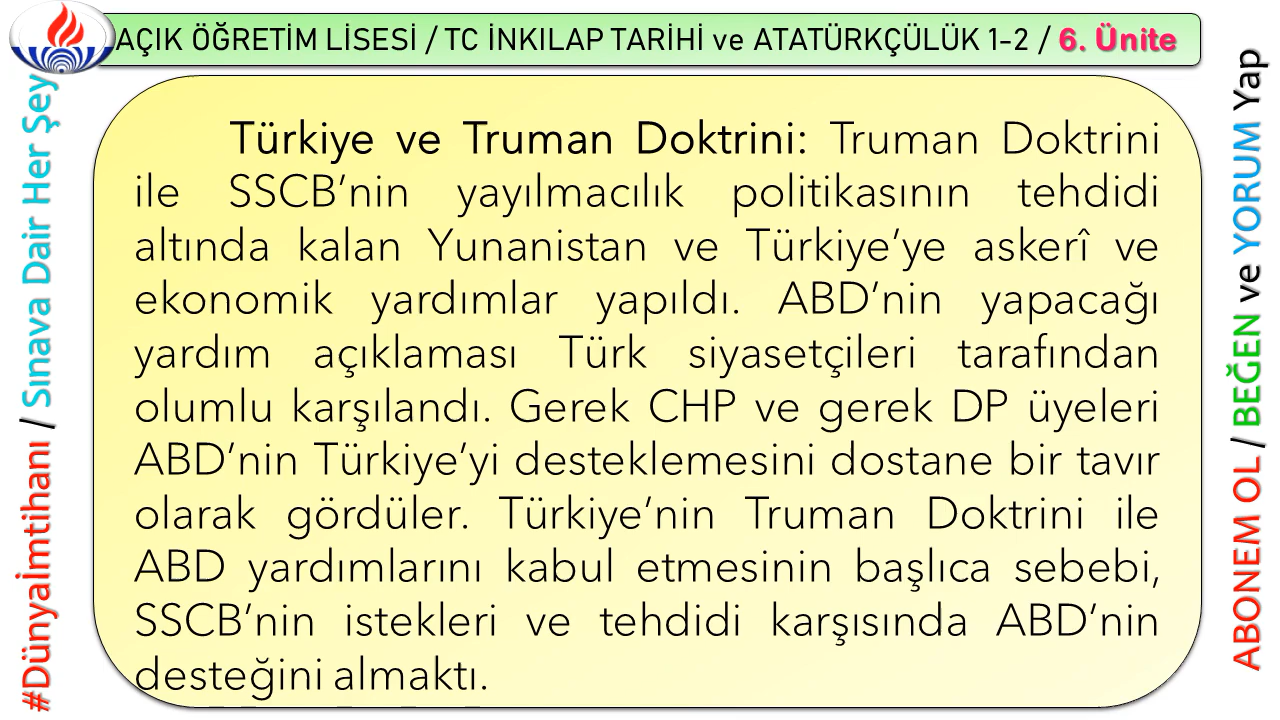 AÇIK ÖĞRETİM LİSESİ / TC İNKILAP TARİHİ ve ATATÜRKÇÜLÜK 1-2 / 6. Ünite
#Dünyaİmtihanı / Sınava Dair Her Şey
Türkiye ve Truman Doktrini: Truman Doktrini
ile SSCB’nin yayılmacılık politikasının tehdidi
altında kalan Yunanistan ve Türkiye’ye askerî ve
ekonomik yardımlar yapıldı. ABD’nin yapacağı
yardım açıklaması Türk siyasetçileri tarafından
olumlu karşılandı. Gerek CHP ve gerek DP üyeleri
ABD’nin Türkiye’yi desteklemesini dostane bir tavır
olarak gördüler. Türkiye’nin Truman Doktrini ile
ABD yardımlarını kabul etmesinin başlıca sebebi,
SSCB’nin istekleri ve tehdidi karşısında ABD’nin
desteğini almaktı.
ABONEM OL / BEĞEN ve YORUM Yap